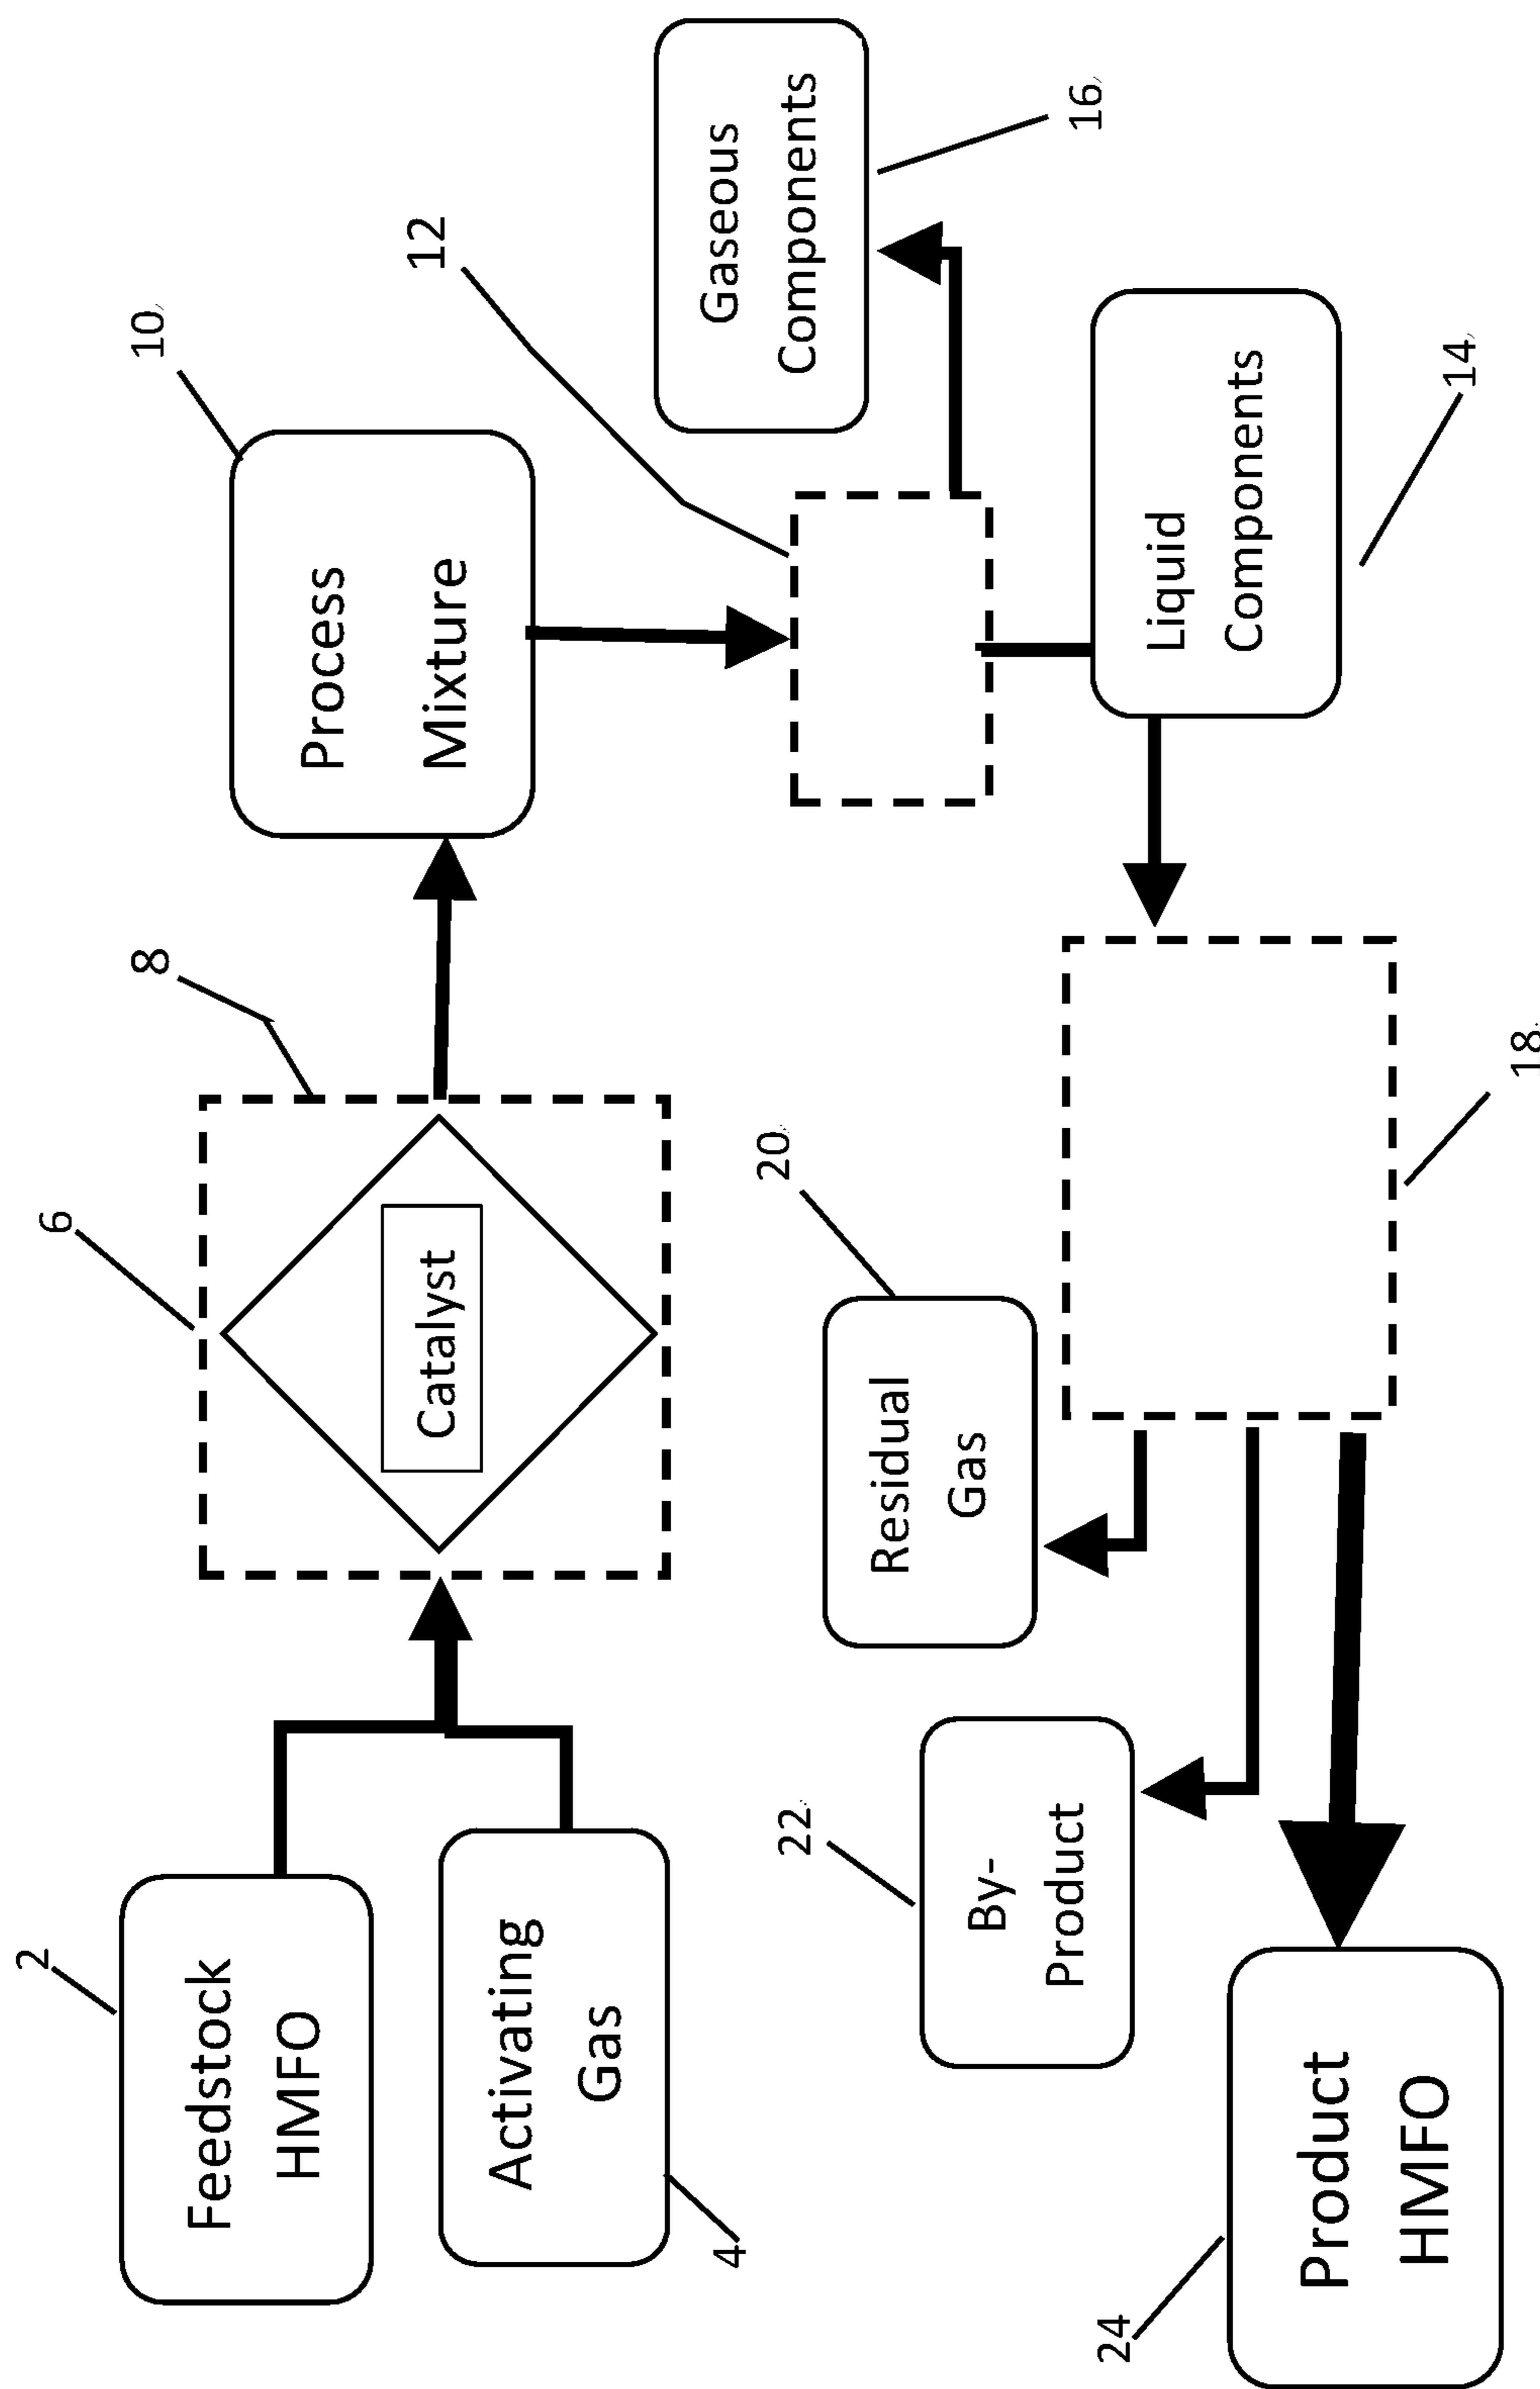 2
Feedstock
HMFO
Activating
Gas
4
6
8
Catalyst
10
Process
Mixture
12
Gaseous
Components
16
Liquid
Components
14
18
20
Residual
Gas
22
By-
Product
24
Product
HMFO